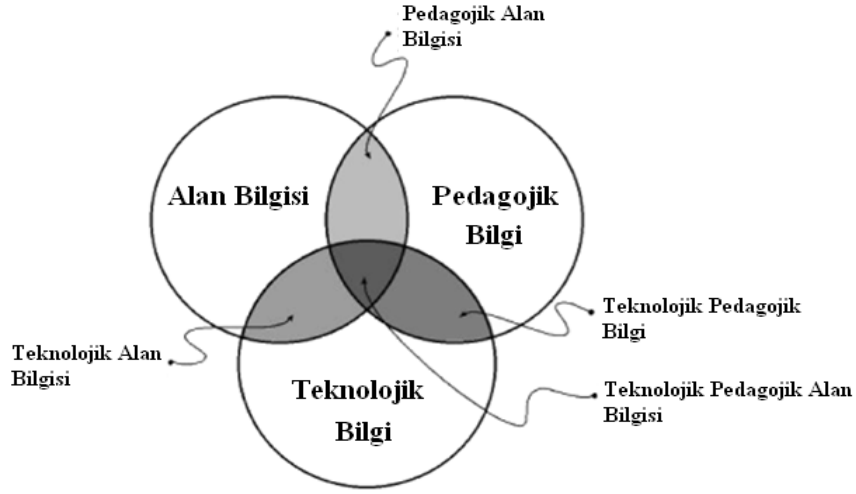 Pedagojik Alan
Bilgisi
Alan Bilgisi
Pedagojik
Bilgi
Teknolojik Pedagojik
Bilgi
Teknolojik Alan
Bilgisi
Teknolojik
Bilgi
Teknolojik Pedagojik Alan
Bilgisi